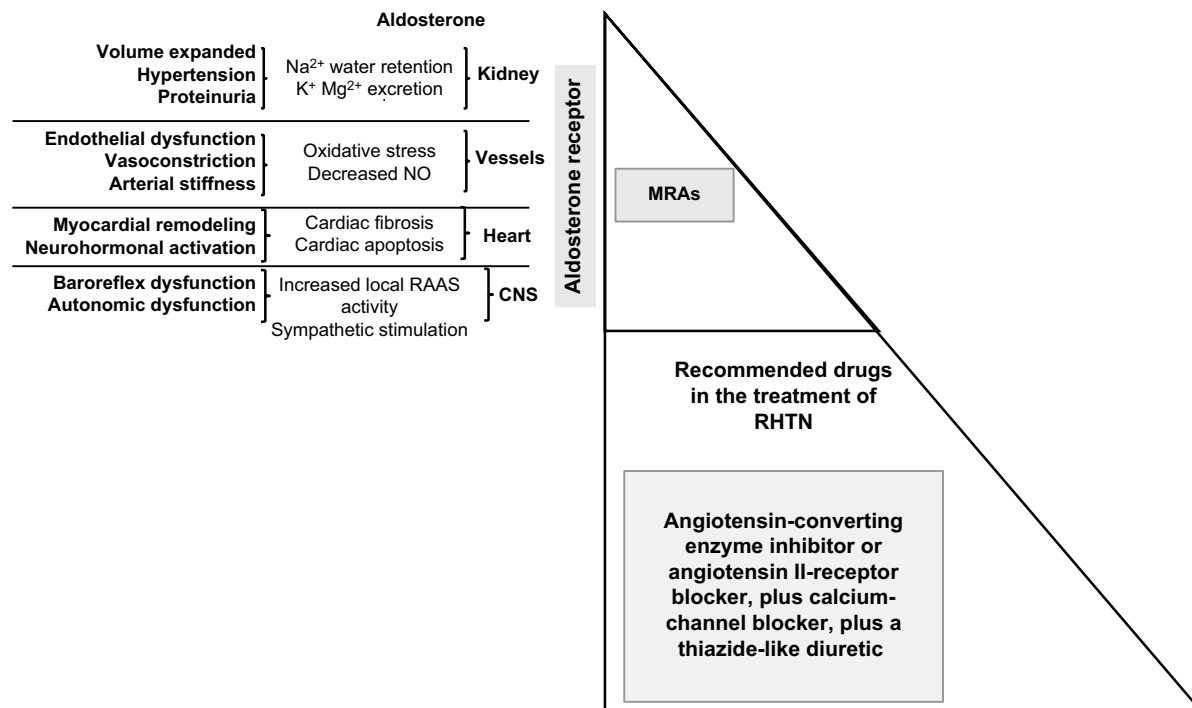 Aldosterone
Volume expanded
Hypertension
Proteinuria
Na²⁺ water retention
K⁺ Mg²⁺ excretion
Kidney
Endothelial dysfunction
Vasoconstriction
Arterial stiffness
Oxidative stress
Decreased NO
Vessels
Myocardial remodeling
Neurohormonal activation
Cardiac fibrosis
Cardiac apoptosis
Heart
Baroreflex dysfunction
Autonomic dysfunction
Increased local RAAS
activity
Sympathetic stimulation
CNS
Aldosterone receptor
MRAs
Recommended drugs
in the treatment of
RHTN
Angiotensin-converting
enzyme inhibitor or
angiotensin II-receptor
blocker, plus calcium-
channel blocker, plus a
thiazide-like diuretic